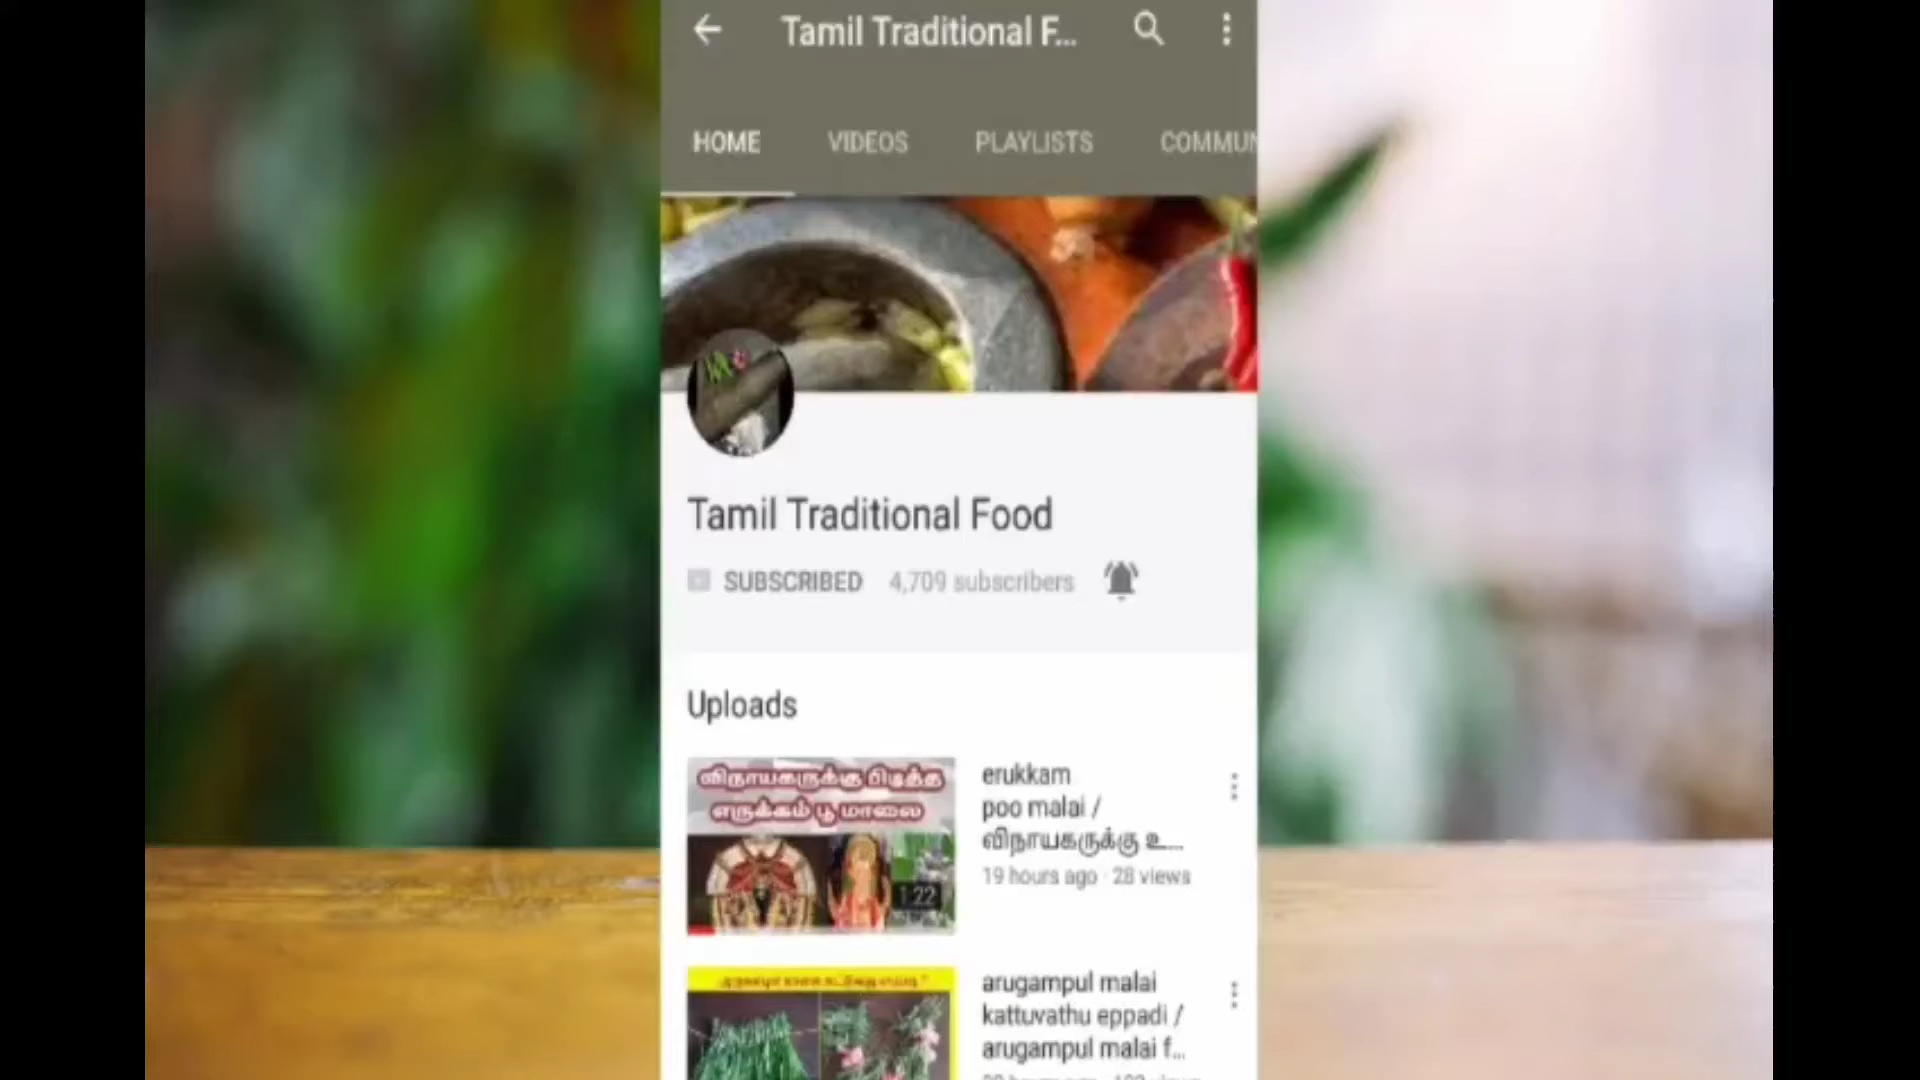 Tamil Traditional F...
HOME VIDEOS PLAYLISTS COMMUN
Tamil Traditional Food
SUBSCRIBED 4,709 subscribers
Uploads
விநாயகருக்கு பிடித்த
எருக்கம் பூ மாலை
1:22
erukkam
poo malai /
விநாயகருக்கு உ...
19 hours ago · 28 views
arugampul malai
kattuvathu eppadi /
arugampul malai f...